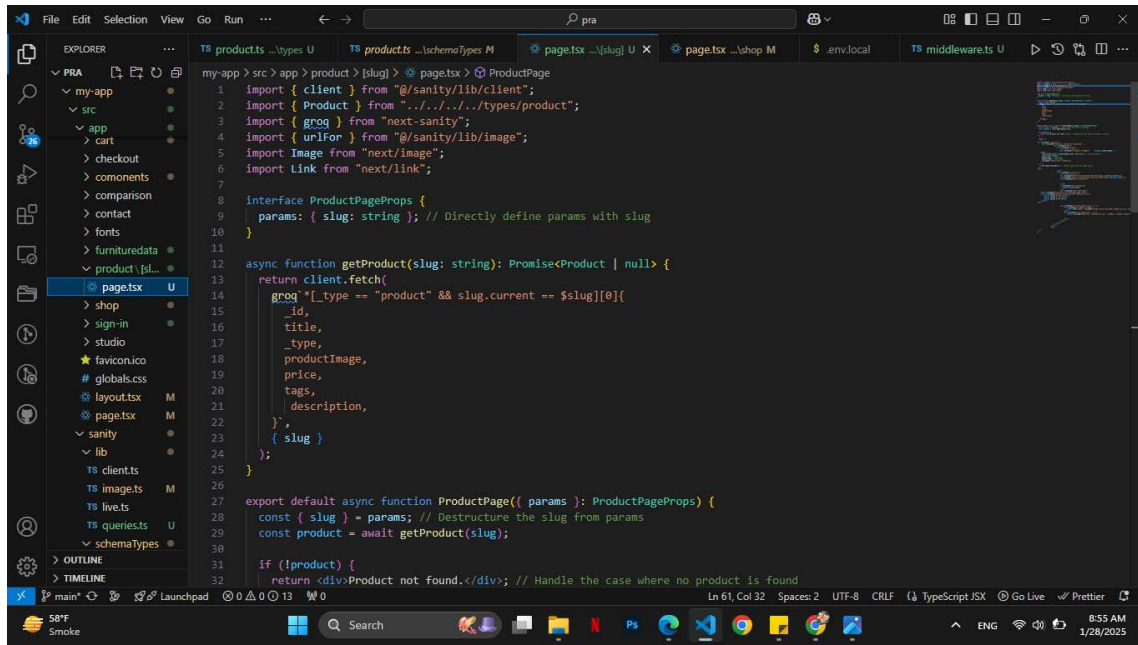 File Edit Selection View Go Run ··· ← → pra
EXPLORER ···
TS product.ts ...\types U TS product.ts ...\schemaTypes M page.tsx ...\[slug] U × page.tsx ...\shop M $ .env.local TS middleware.ts U
PRA
my-app
src
app
cart
checkout
comonents
comparison
contact
fonts
furnituredata
product\[sl...
page.tsx U
shop
sign-in
studio
favicon.ico
# globals.css
layout.tsx M
page.tsx M
sanity
lib
TS client.ts
TS image.ts M
TS live.ts
TS queries.ts U
schemaTypes
OUTLINE
TIMELINE
26
my-app > src > app > product > [slug] > page.tsx > ProductPage
1 import { client } from "@/sanity/lib/client";
2 import { Product } from "../../../../types/product";
3 import { groq } from "next-sanity";
4 import { urlFor } from "@/sanity/lib/image";
5 import Image from "next/image";
6 import Link from "next/link";
7
8 interface ProductPageProps {
9 params: { slug: string }; // Directly define params with slug
10 }
11
12 async function getProduct(slug: string): Promise<Product | null> {
13 return client.fetch(
14 groq`*[_type == "product" && slug.current == $slug][0]{
15 _id,
16 title,
17 _type,
18 productImage,
19 price,
20 tags,
21 description,
22 }`,
23 { slug }
24 );
25 }
26
27 export default async function ProductPage({ params }: ProductPageProps) {
28 const { slug } = params; // Destructure the slug from params
29 const product = await getProduct(slug);
30
31 if (!product) {
32 return <div>Product not found.</div>; // Handle the case where no product is found
main* Launchpad 0 0 13 0 Ln 61, Col 32 Spaces: 2 UTF-8 CRLF TypeScript JSX Go Live Prettier
58°F
Smoke
Search
Ps
ENG
8:55 AM
1/28/2025